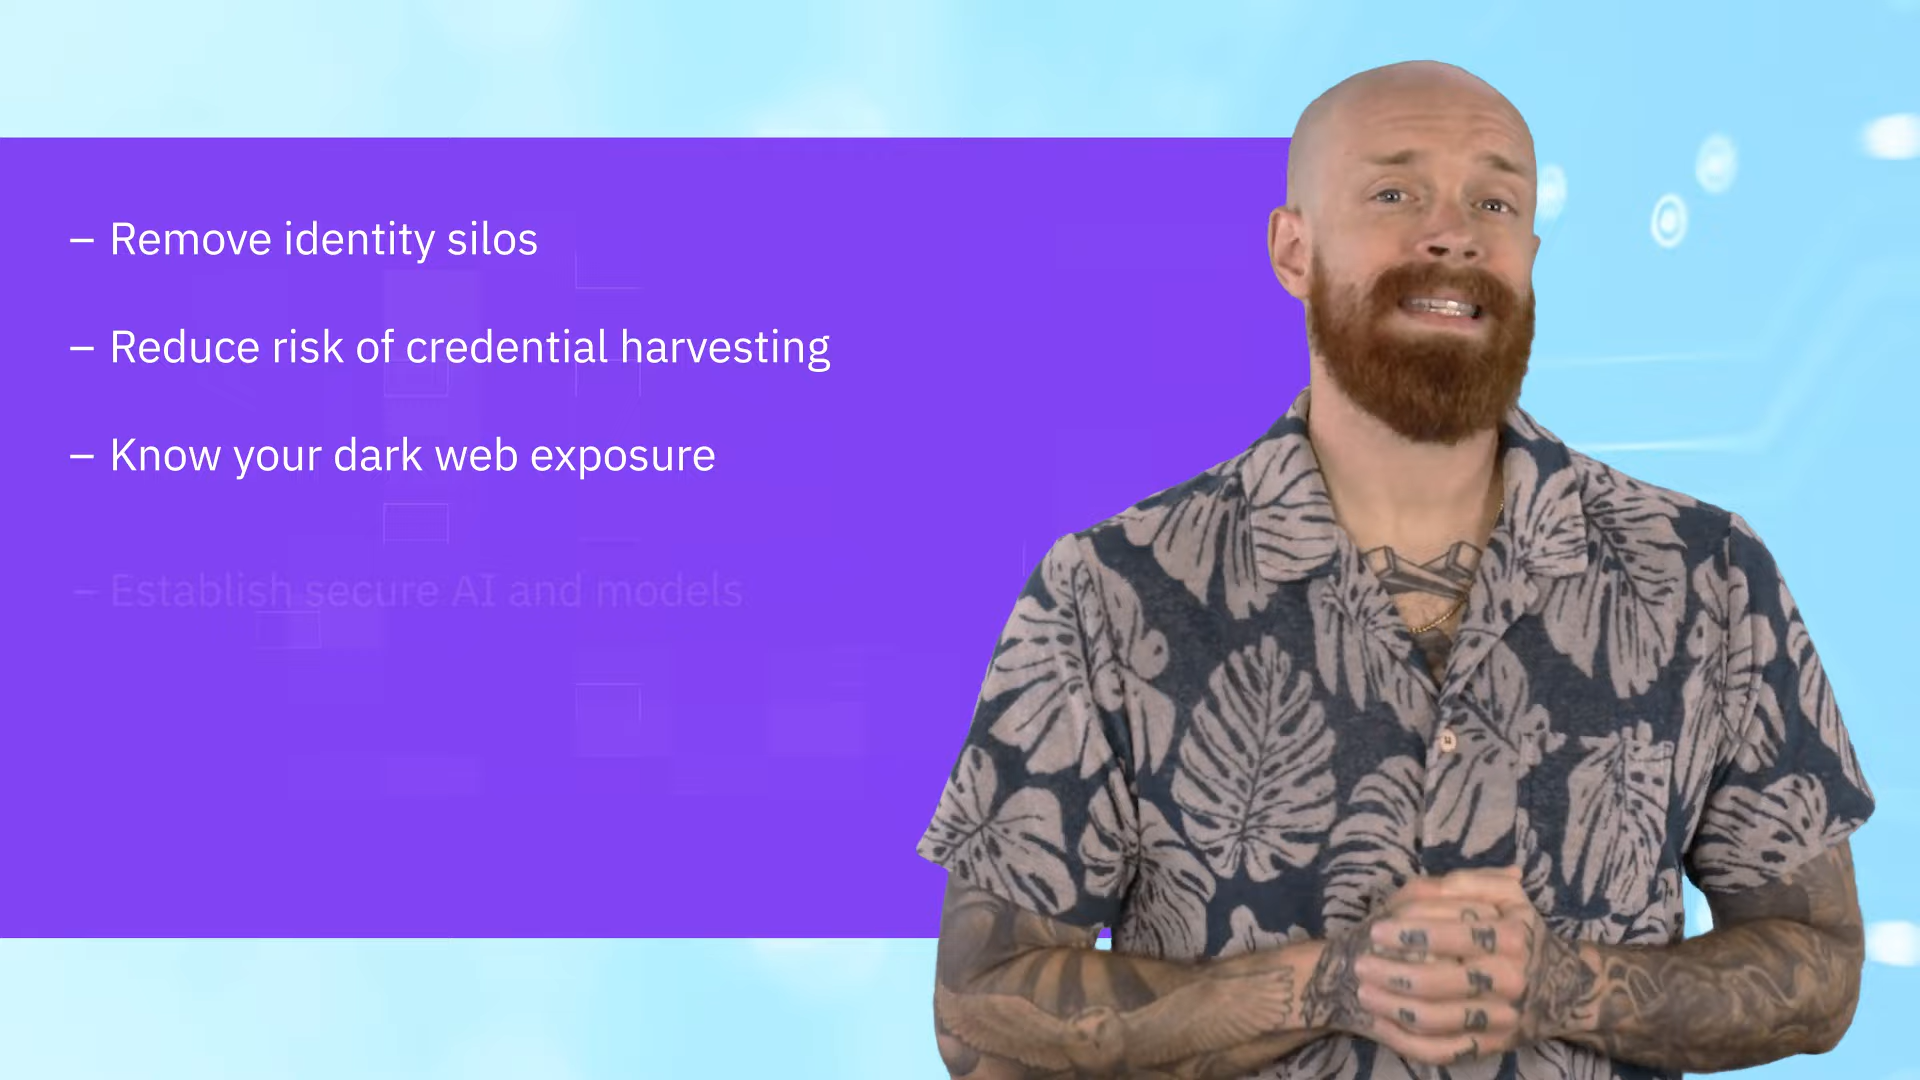 – Remove identity silos
– Reduce risk of credential harvesting
– Know your dark web exposure
– Establish secure AI and models